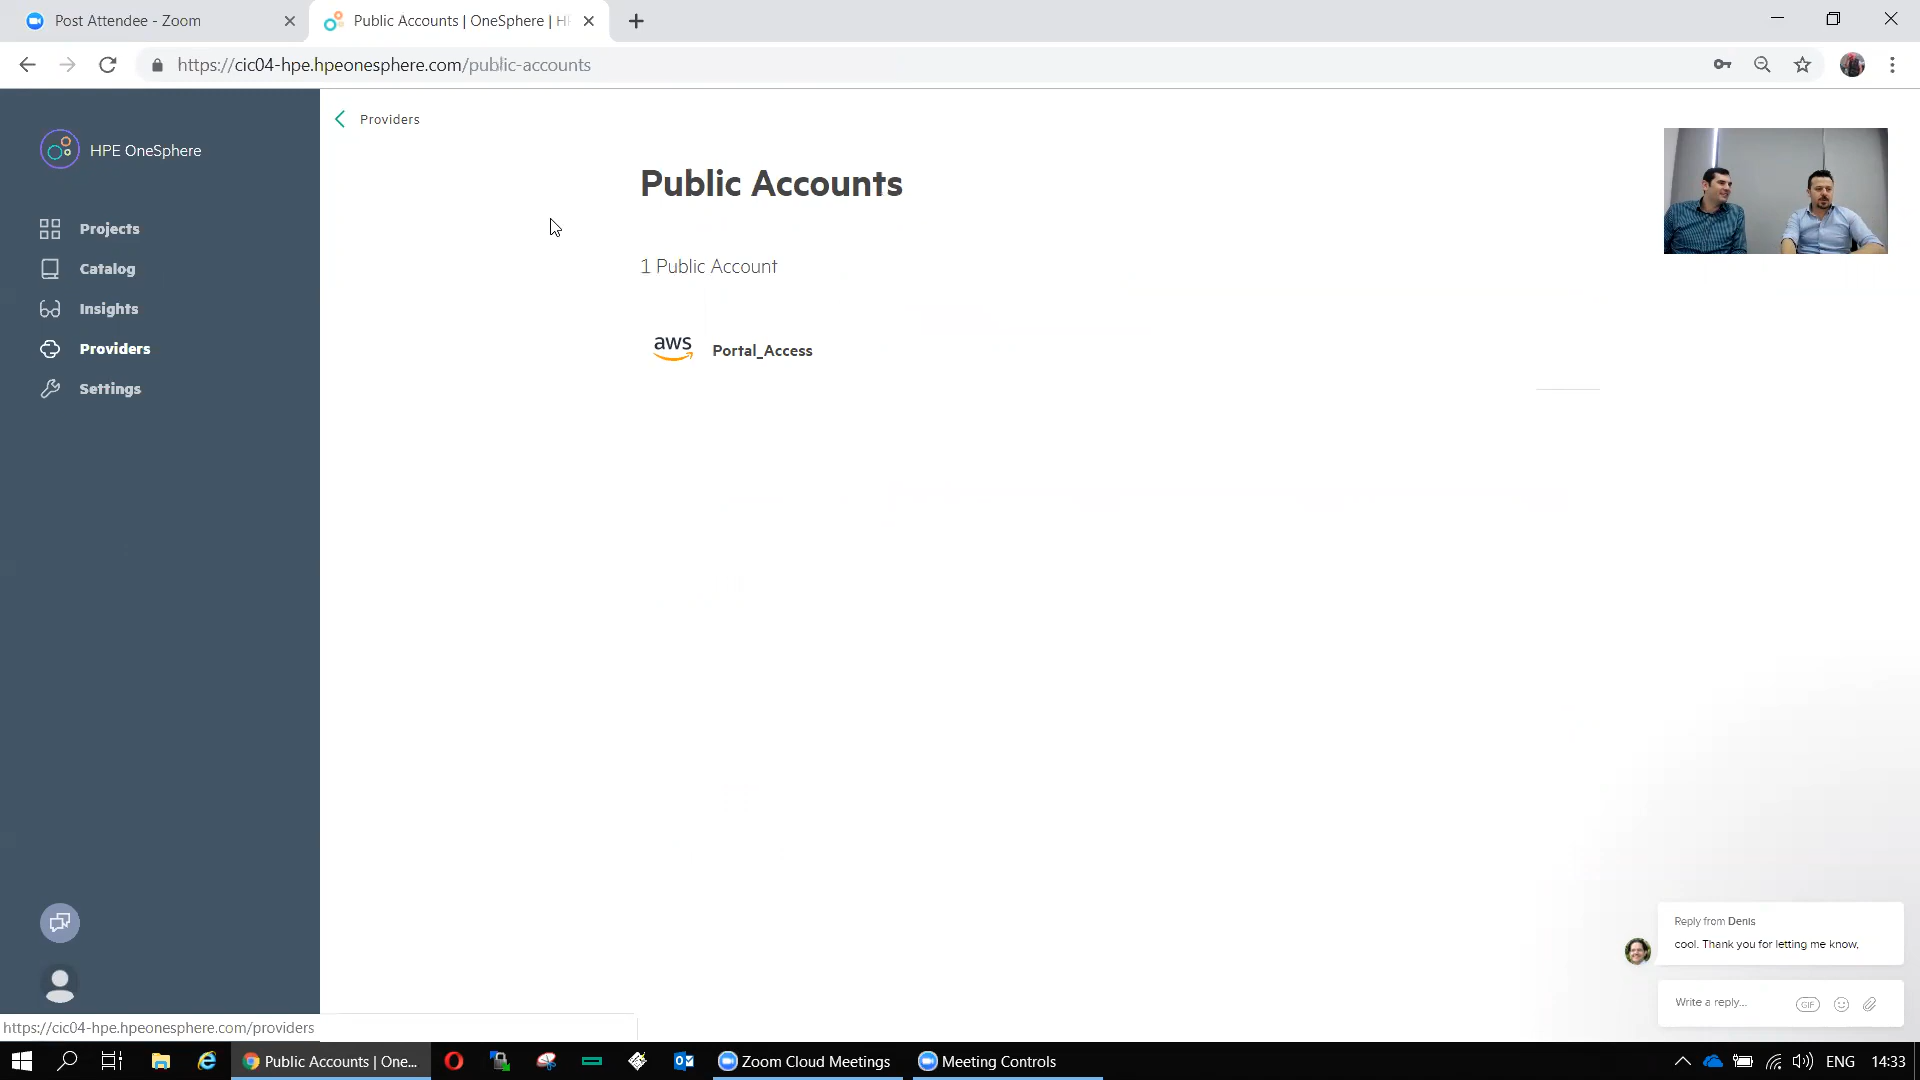 Post Attendee - Zoom
Public Accounts | OneSphere | H
https://cic04-hpe.hpeonesphere.com/public-accounts
HPE OneSphere
Projects
Catalog
Insights
Providers
Settings
Providers
Public Accounts
1 Public Account
aws Portal_Access
Reply from Denis
cool. Thank you for letting me know,
Write a reply...
GIF
https://cic04-hpe.hpeonesphere.com/providers
Public Accounts | One...
Zoom Cloud Meetings
Meeting Controls
ENG
14:33